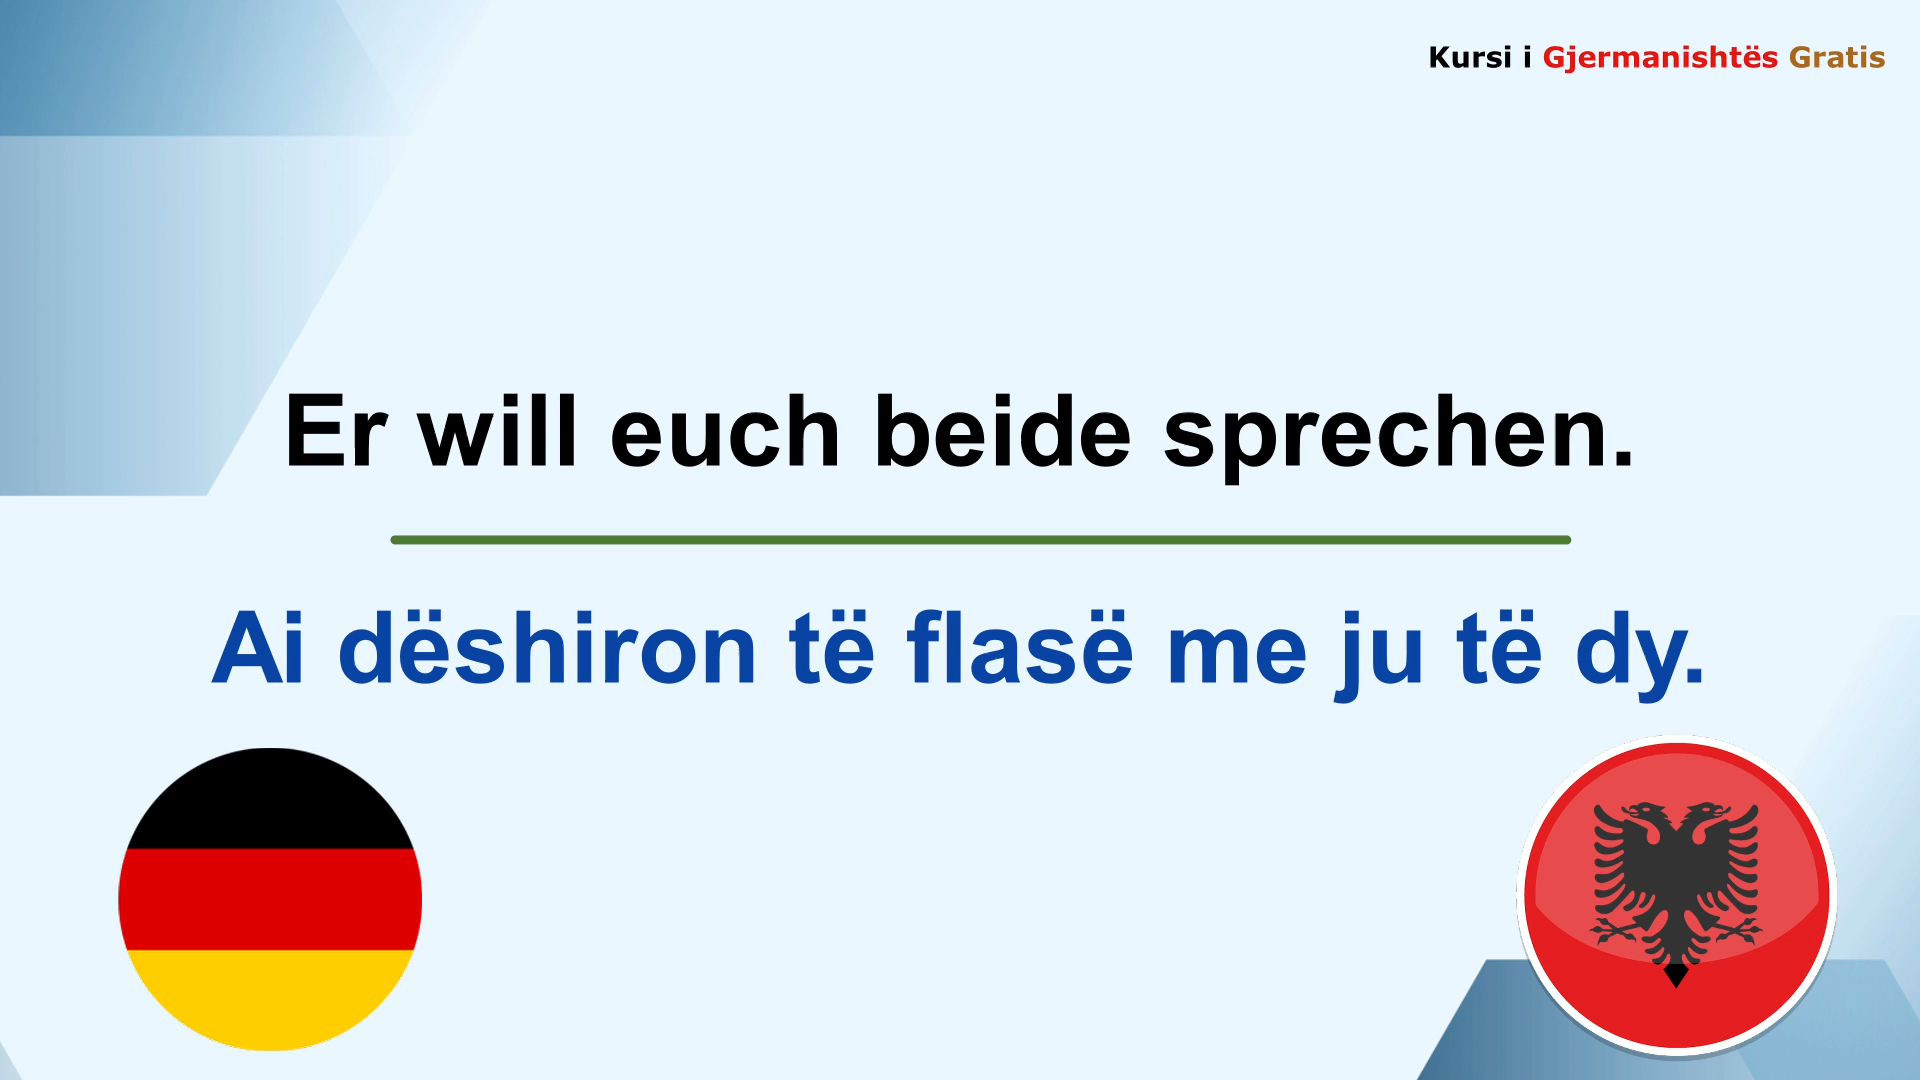 Kursi i Gjermanishtës Gratis
Er will euch beide sprechen.
Ai dëshiron të flasë me ju të dy.